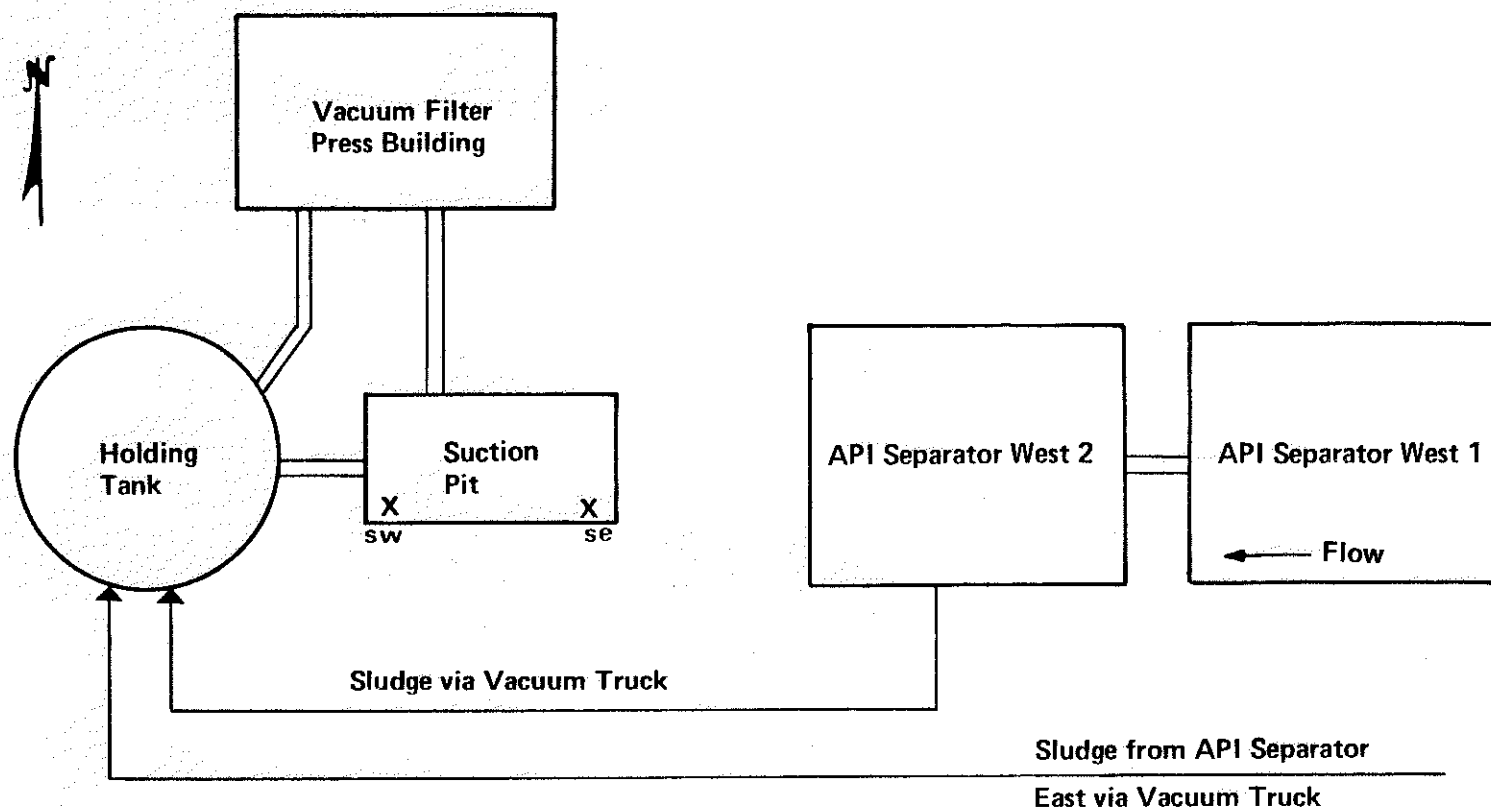 N
Vacuum Filter
Press Building
Holding
Tank
Suction
Pit
X
X
sw
se
API Separator West 2
API Separator West 1
Flow
Sludge via Vacuum Truck
Sludge from API Separator
East via Vacuum Truck